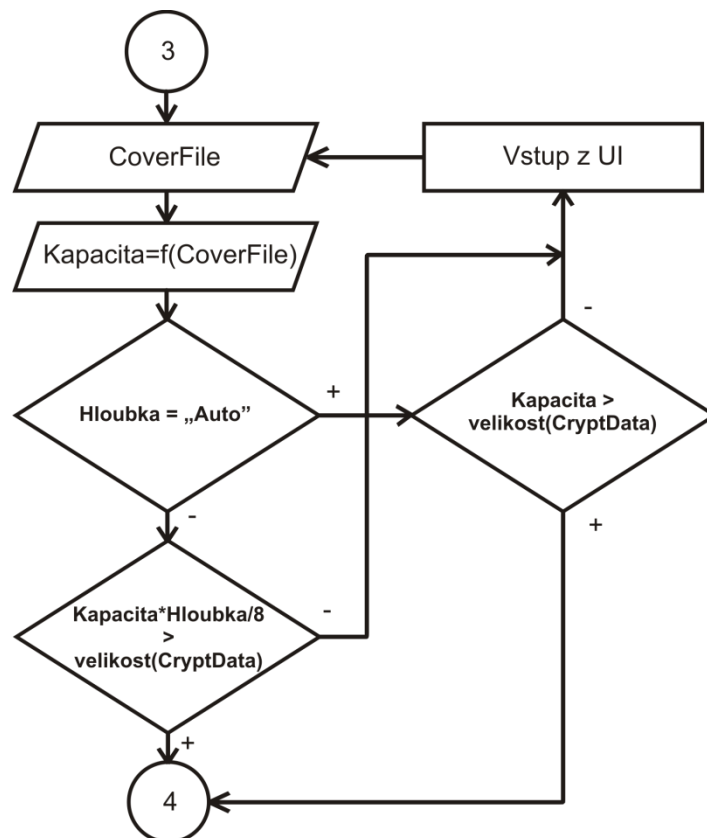 3
CoverFile
Vstup z UI
Kapacita=f(CoverFile)
Hloubka = „Auto”
+
-
Kapacita >
velikost(CryptData)
+
-
Kapacita*Hloubka/8
>
velikost(CryptData)
-
+
4